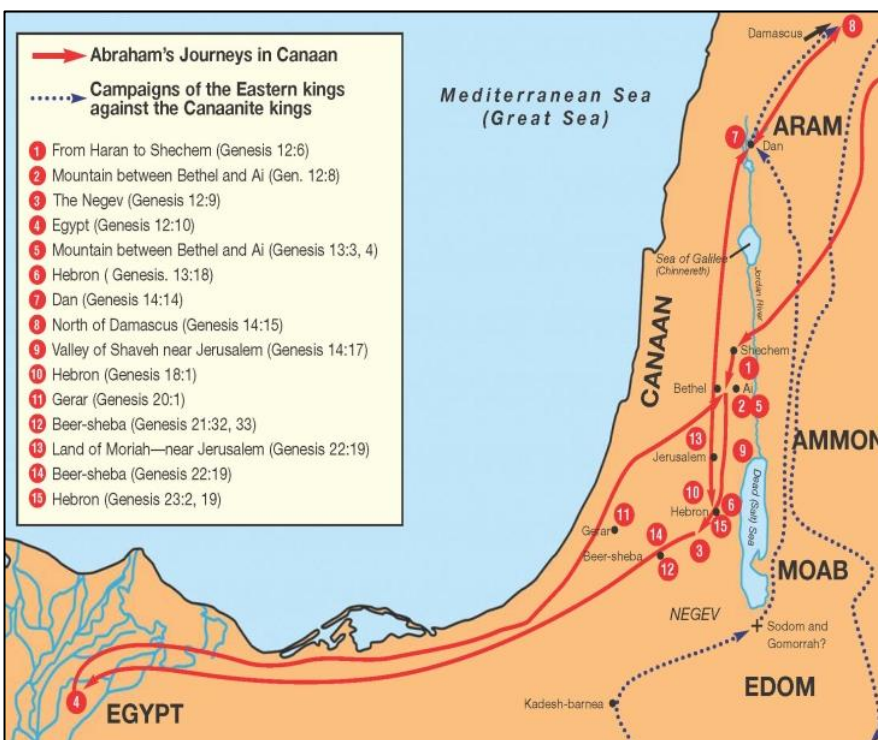 Abraham's Journeys in Canaan
Campaigns of the Eastern kings
against the Canaanite kings
1 From Haran to Shechem (Genesis 12:6)
2 Mountain between Bethel and Ai (Gen. 12:8)
3 The Negev (Genesis 12:9)
4 Egypt (Genesis 12:10)
5 Mountain between Bethel and Ai (Genesis 13:3, 4)
6 Hebron ( Genesis. 13:18)
7 Dan (Genesis 14:14)
8 North of Damascus (Genesis 14:15)
9 Valley of Shaveh near Jerusalem (Genesis 14:17)
10 Hebron (Genesis 18:1)
11 Gerar (Genesis 20:1)
12 Beer-sheba (Genesis 21:32, 33)
13 Land of Moriah—near Jerusalem (Genesis 22:19)
14 Beer-sheba (Genesis 22:19)
15 Hebron (Genesis 23:2, 19)
Damascus
8
Mediterranean Sea
(Great Sea)
ARAM
7
Dan
Sea of Galilee
(Chinnereth)
Jordan River
CANAAN
Shechem
1
Bethel
Ai
2
5
13
AMMON
Jerusalem
9
Dead (Salt) Sea
10
Hebron
6
15
11
Gerar
14
3
Beer-sheba
12
MOAB
NEGEV
Sodom and
Gomorrah?
EDOM
4
EGYPT
Kadesh-barnea